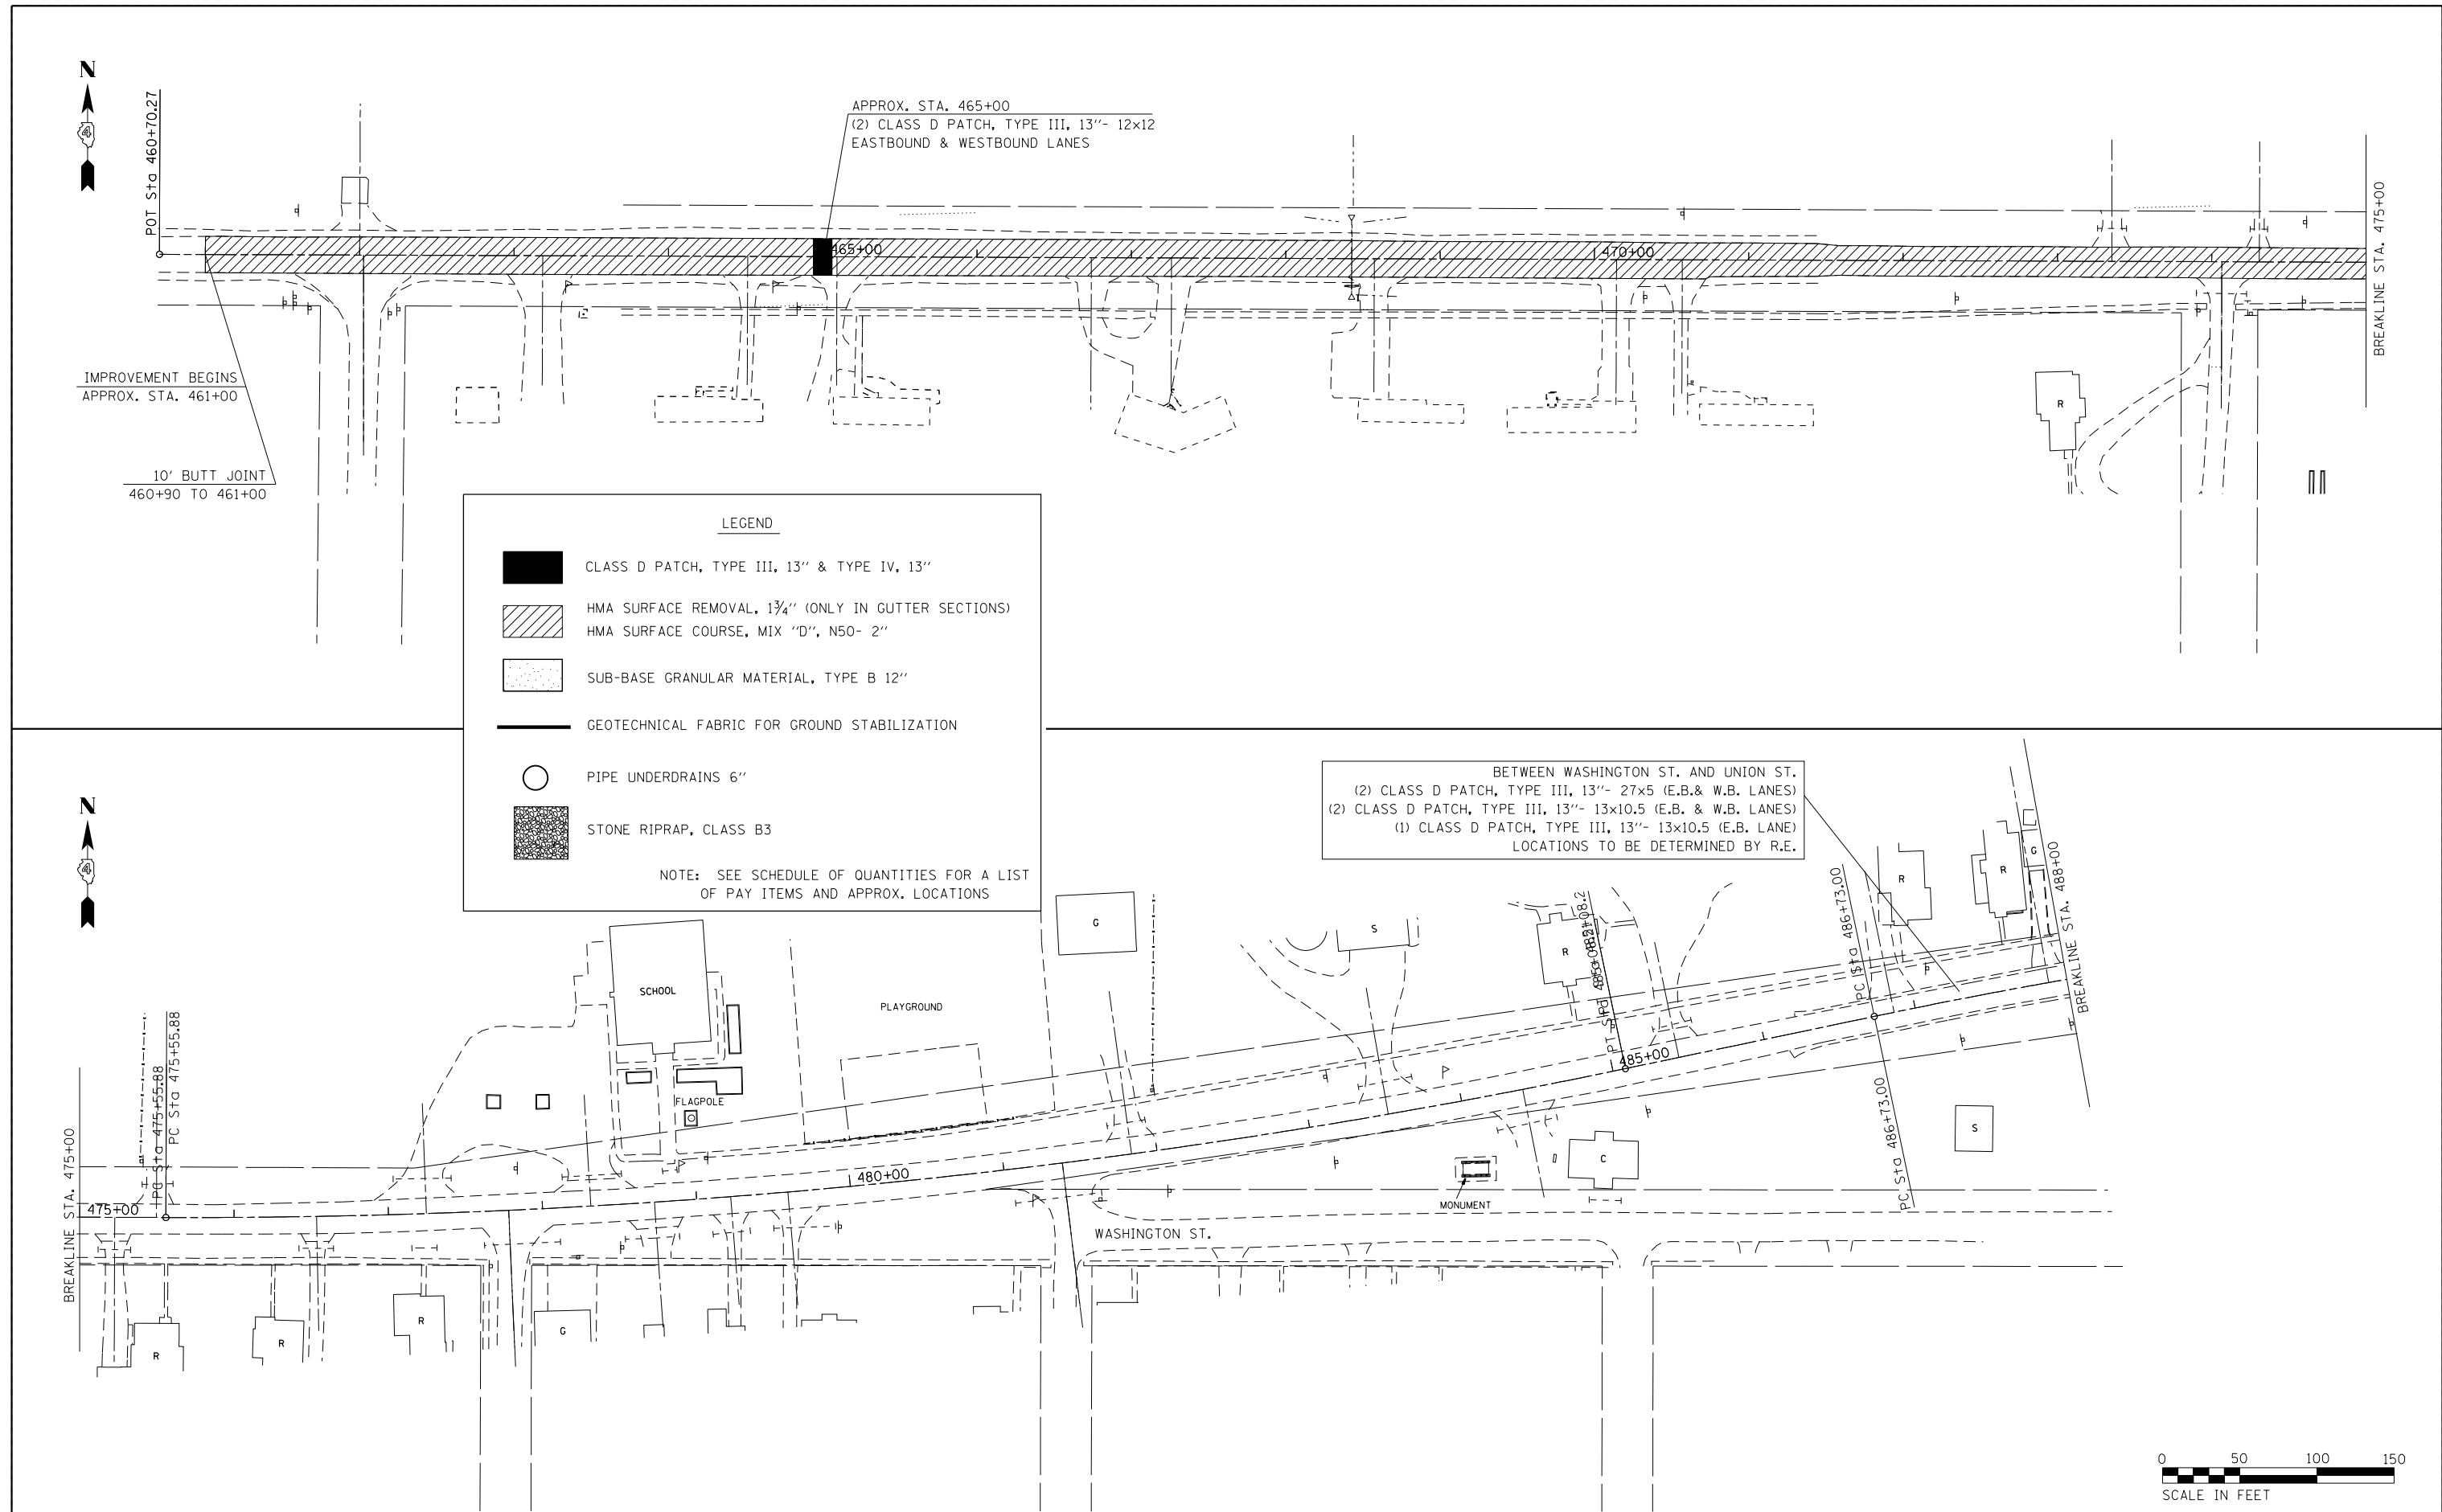 N
4
POT Sta 460+70.27
APPROX. STA. 465+00
(2) CLASS D PATCH, TYPE III, 13"- 12x12
EASTBOUND & WESTBOUND LANES
465+00
470+00
BREAKLINE STA. 475+00
IMPROVEMENT BEGINS
APPROX. STA. 461+00
10' BUTT JOINT
460+90 TO 461+00
R
LEGEND
CLASS D PATCH, TYPE III, 13" & TYPE IV, 13"
HMA SURFACE REMOVAL, 1¾" (ONLY IN GUTTER SECTIONS)
HMA SURFACE COURSE, MIX "D", N50- 2"
SUB-BASE GRANULAR MATERIAL, TYPE B 12"
GEOTECHNICAL FABRIC FOR GROUND STABILIZATION
PIPE UNDERDRAINS 6"
STONE RIPRAP, CLASS B3
NOTE: SEE SCHEDULE OF QUANTITIES FOR A LIST
OF PAY ITEMS AND APPROX. LOCATIONS
N
4
BETWEEN WASHINGTON ST. AND UNION ST.
(2) CLASS D PATCH, TYPE III, 13"- 27x5 (E.B.& W.B. LANES)
(2) CLASS D PATCH, TYPE III, 13"- 13x10.5 (E.B. & W.B. LANES)
(1) CLASS D PATCH, TYPE III, 13"- 13x10.5 (E.B. LANE)
LOCATIONS TO BE DETERMINED BY R.E.
G
S
R
R
R
G
SCHOOL
PLAYGROUND
FLAGPOLE
BREAKLINE STA. 475+00
475+00
PC Sta 475+55.88
PC Sta 475+55.88
480+00
PT Sta
485+00
PC Sta 486+73.00
PC Sta 486+73.00
BREAKLINE STA. 488+00
S
C
MONUMENT
WASHINGTON ST.
R
R
R
G
0 50 100 150
SCALE IN FEET